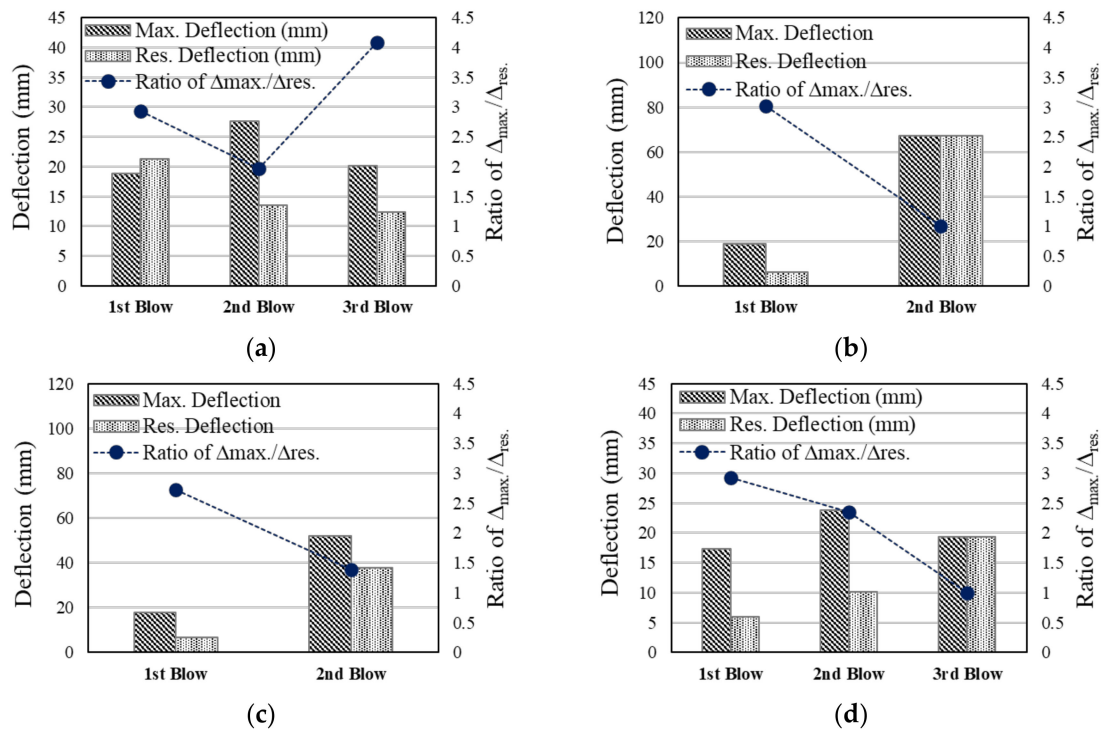 Deflection (mm)
45
40
35
30
25
20
15
10
5
0
Max. Deflection (mm)
Res. Deflection (mm)
Ratio of Δmax./Δres.
4.5
4
3.5
3
2.5
2
1.5
1
0.5
0
Ratio of Δmax./Δres.
1st Blow 2nd Blow 3rd Blow
(a)
Deflection (mm)
120
100
80
60
40
20
0
Max. Deflection
Res. Deflection
Ratio of Δmax./Δres.
4.5
4
3.5
3
2.5
2
1.5
1
0.5
0
Ratio of Δmax./Δres.
1st Blow 2nd Blow
(b)
Deflection (mm)
120
100
80
60
40
20
0
Max. Deflection
Res. Deflection
Ratio of Δmax./Δres.
4.5
4
3.5
3
2.5
2
1.5
1
0.5
0
Ratio of Δmax./Δres.
1st Blow 2nd Blow
(c)
Deflection (mm)
45
40
35
30
25
20
15
10
5
0
Max. Deflection (mm)
Res. Deflection (mm)
Ratio of Δmax./Δres.
4.5
4
3.5
3
2.5
2
1.5
1
0.5
0
Ratio of Δmax./Δres.
1st Blow 2nd Blow 3rd Blow
(d)